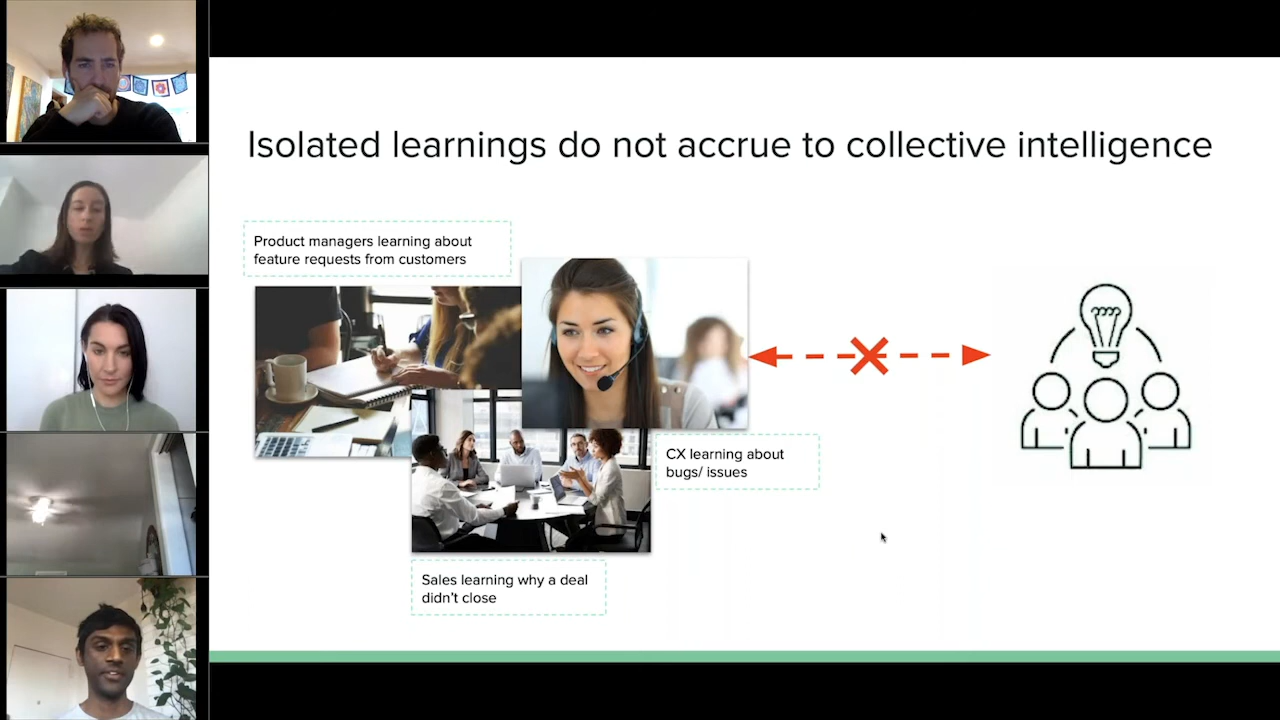 Isolated learnings do not accrue to collective intelligence
Product managers learning about
feature requests from customers
CX learning about
bugs/ issues
Sales learning why a deal
didn't close